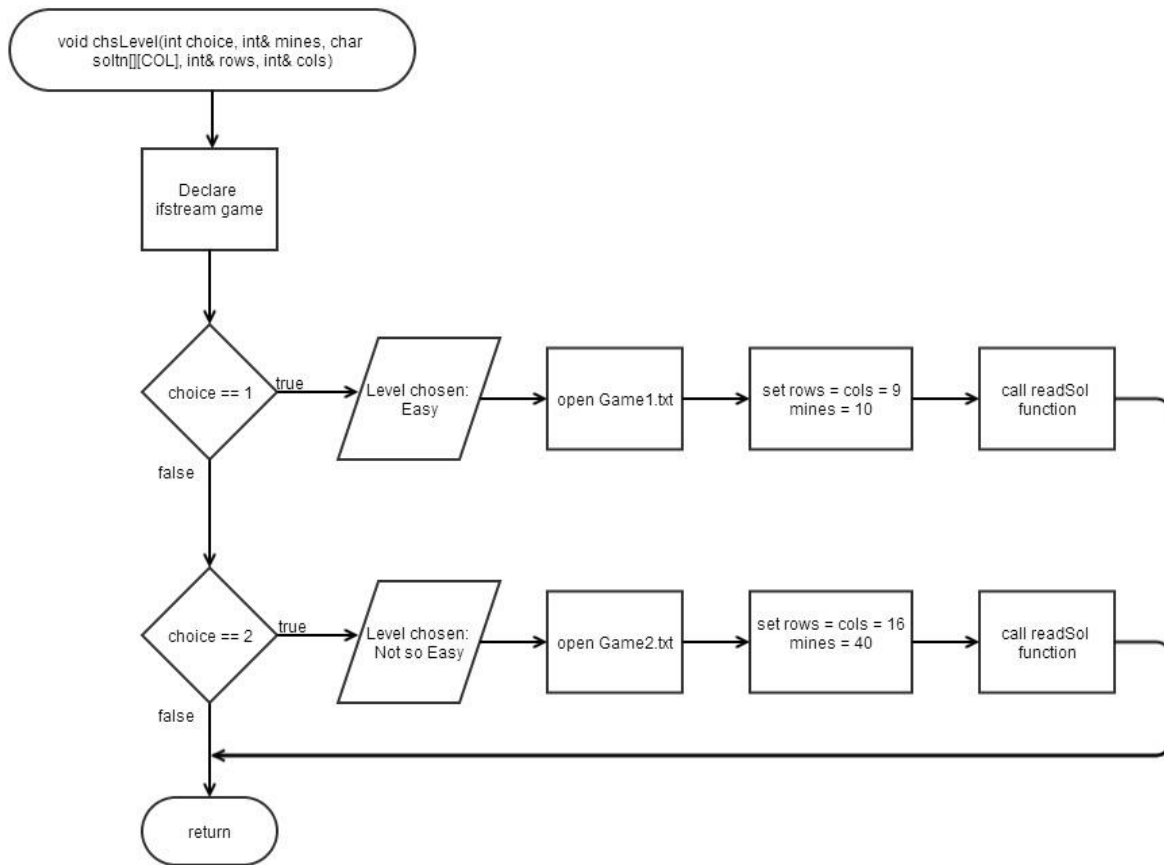 void chsLevel(int choice, int& mines, char
soltn[][COL], int& rows, int& cols)
Declare
ifstream game
choice == 1
true
Level chosen:
Easy
open Game1.txt
set rows = cols = 9
mines = 10
call readSol
function
false
choice == 2
true
Level chosen:
Not so Easy
open Game2.txt
set rows = cols = 16
mines = 40
call readSol
function
false
return